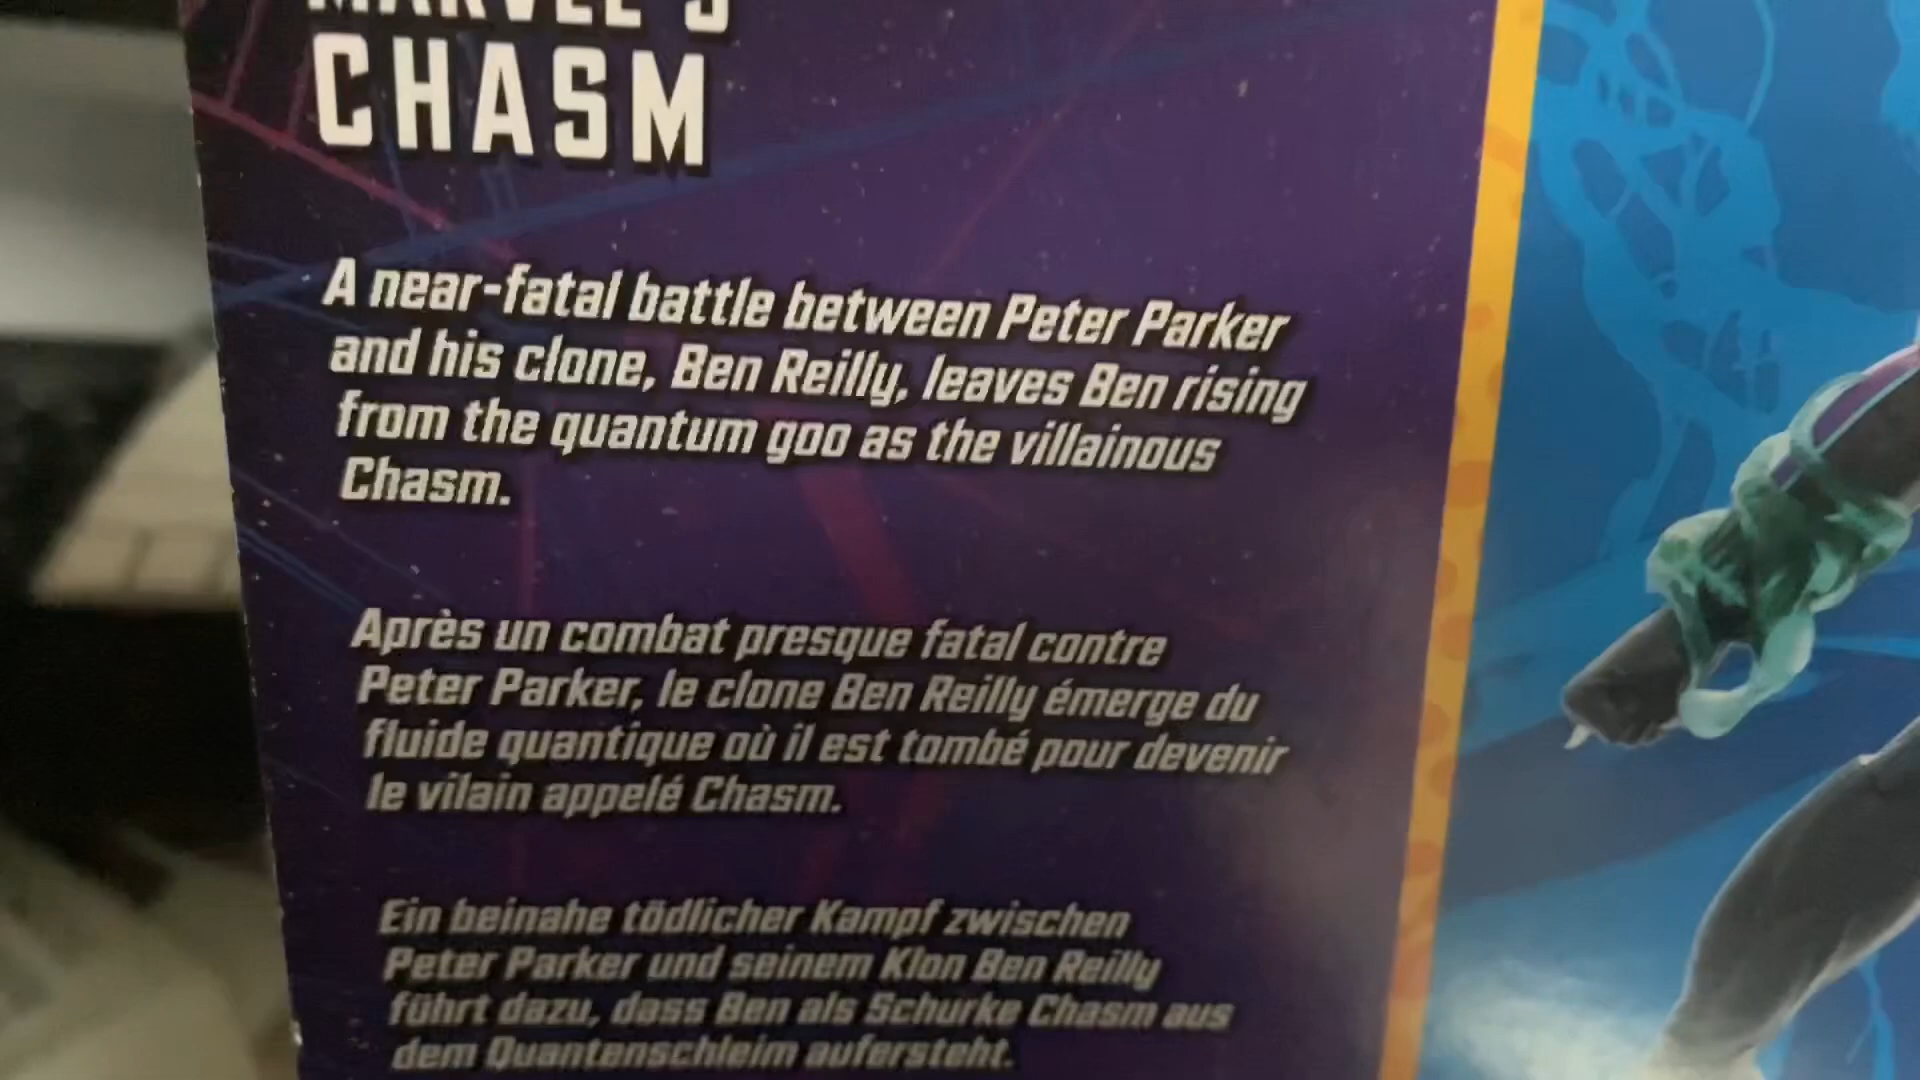 MARVEL'S
CHASM
A near-fatal battle between Peter Parker
and his clone, Ben Reilly, leaves Ben rising
from the quantum goo as the villainous
Chasm.
Après un combat presque fatal contre
Peter Parker, le clone Ben Reilly émerge du
fluide quantique où il est tombé pour devenir
le vilain appelé Chasm.
Ein beinahe tödlicher Kampf zwischen
Peter Parker und seinem Klon Ben Reilly
führt dazu, dass Ben als Schurke Chasm aus
dem Quantenschleim aufersteht.